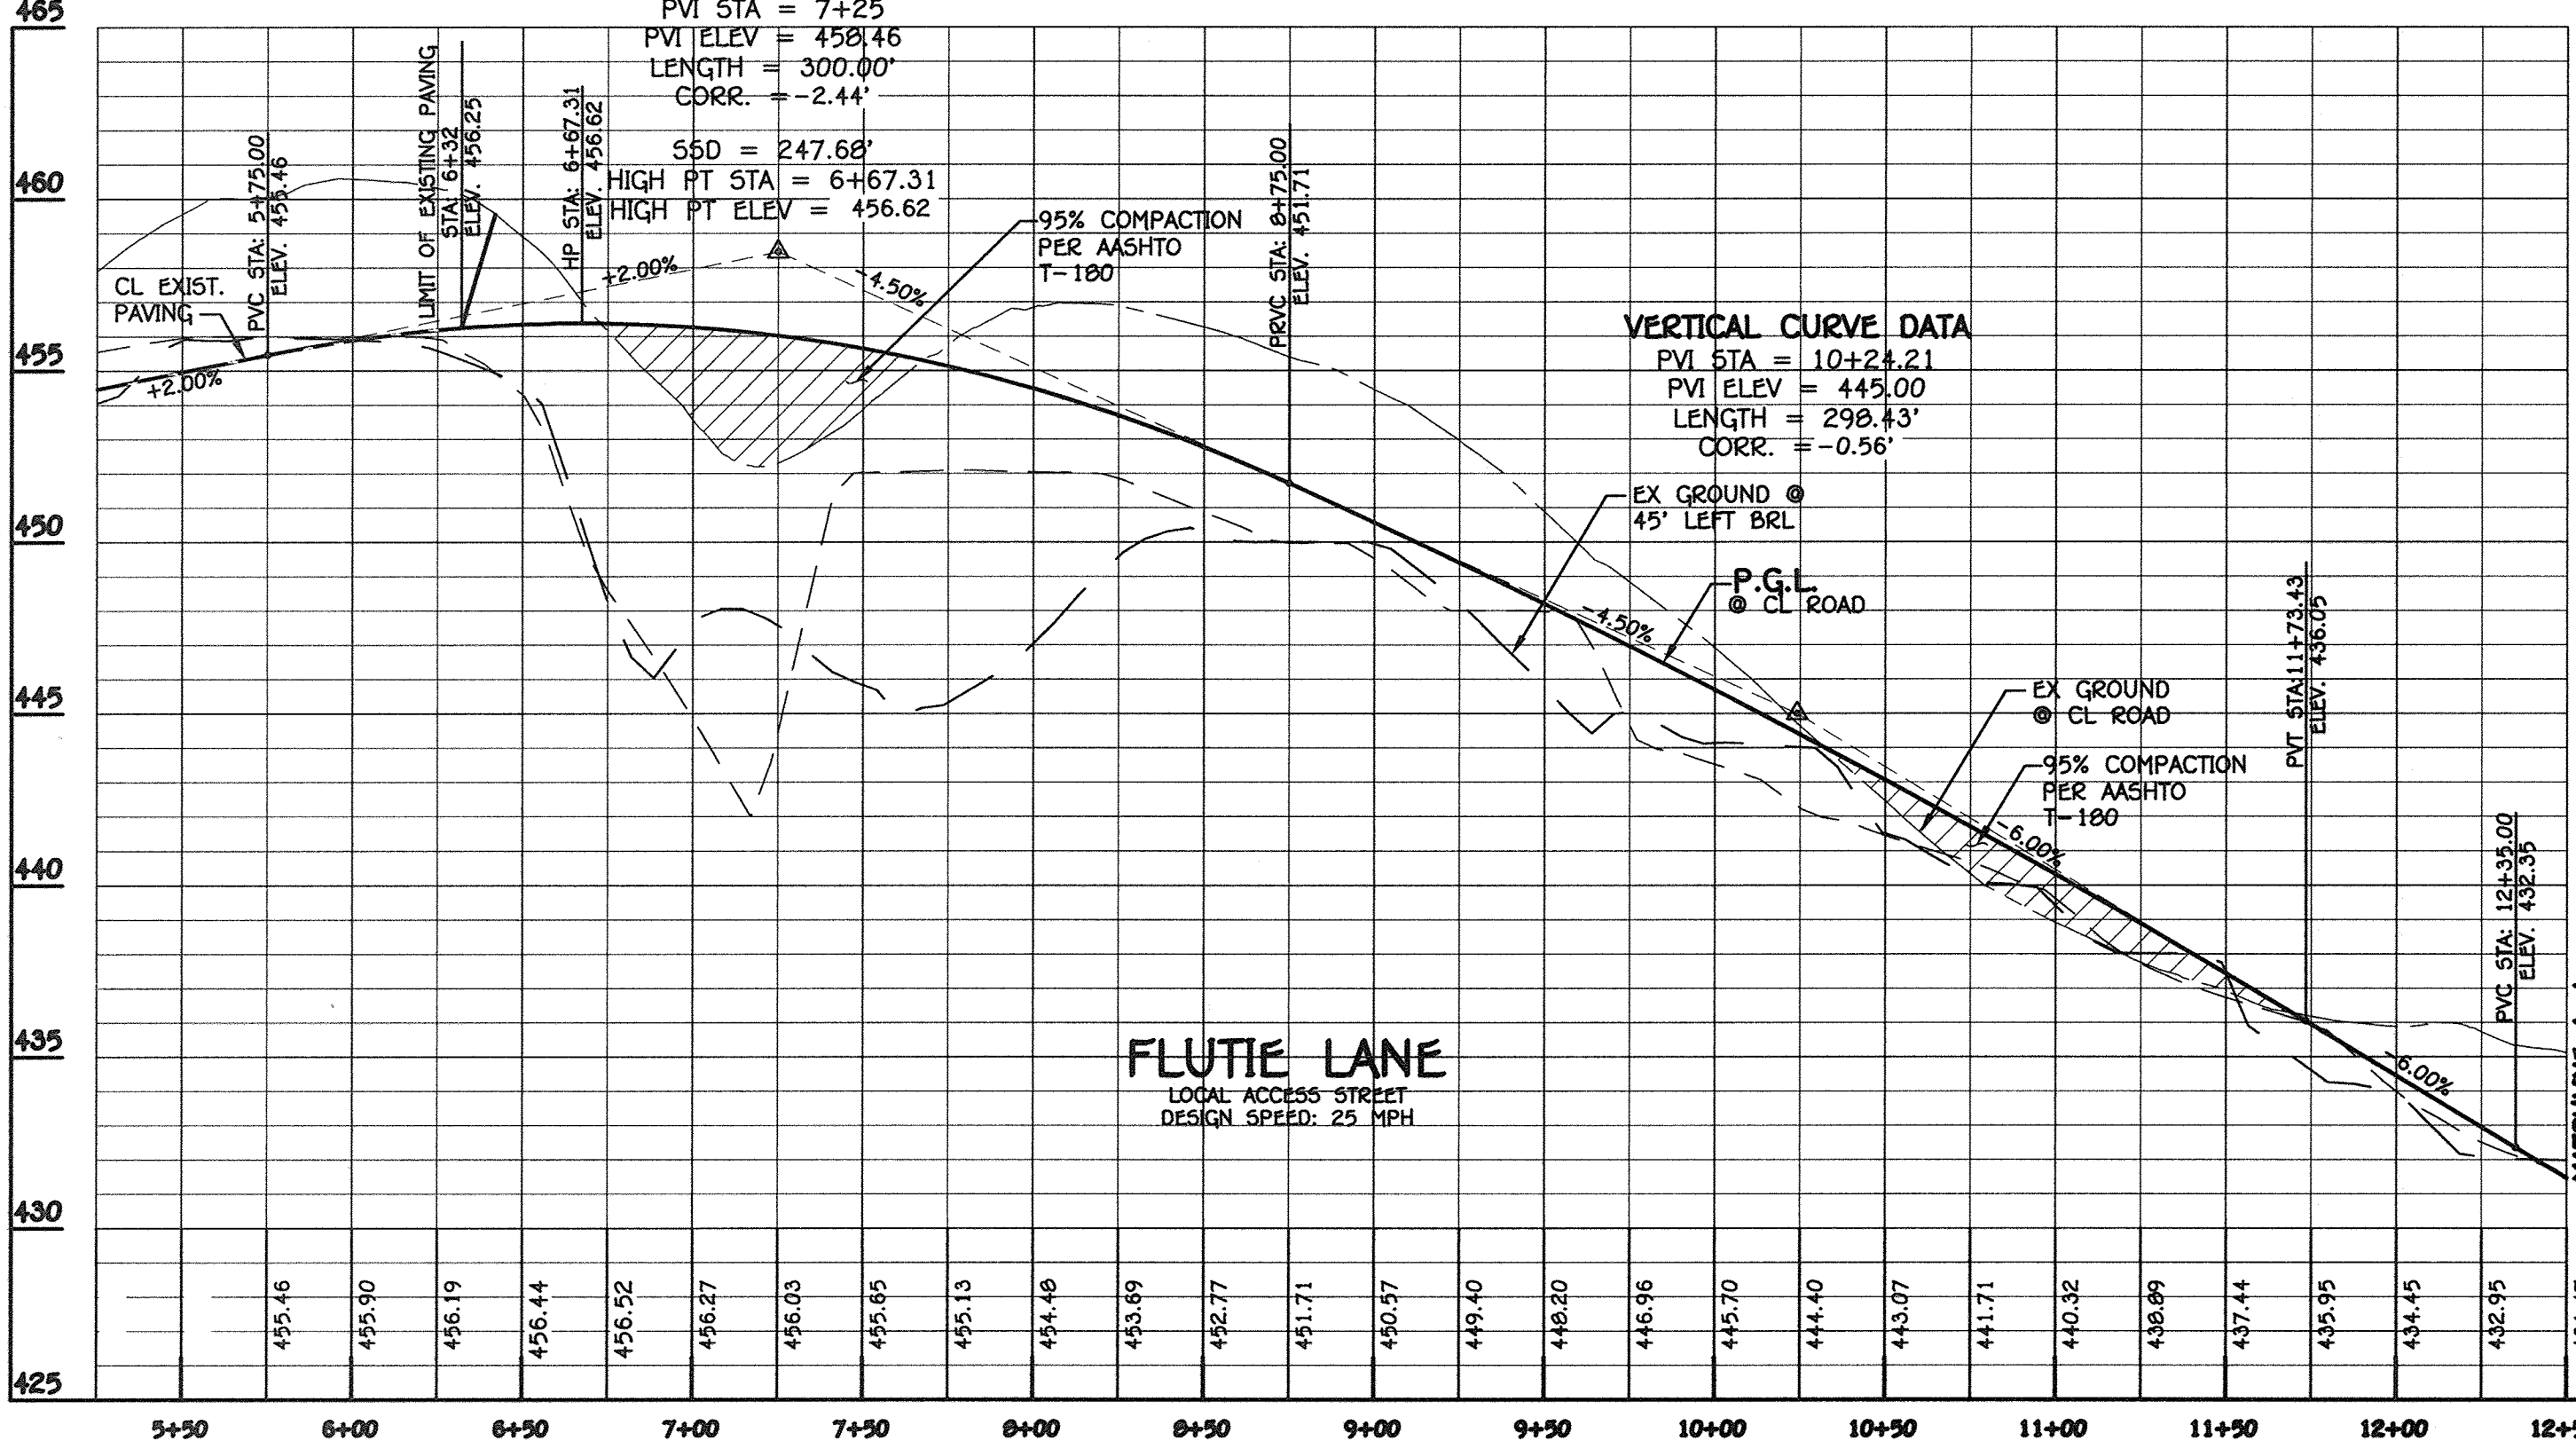 465
460
455
450
445
440
435
430
425
PVI STA = 7+25
PVI ELEV = 458.46
LENGTH = 300.00'
CORR. = -2.44'
SSD = 247.68'
HIGH PT STA = 6+67.31
HIGH PT ELEV = 456.62
PVC STA: 5+75.00
ELEV. 455.46
LIMIT OF EXISTING PAVING
STA: 6+32
ELEV. 456.25
HP STA: 6+67.31
ELEV. 456.62
CL EXIST.
PAVING
+2.00%
+2.00%
-4.50%
95% COMPACTION
PER AASHTO
T-180
PRVC STA: 8+75.00
ELEV. 451.71
VERTICAL CURVE DATA
PVI STA = 10+24.21
PVI ELEV = 445.00
LENGTH = 298.43'
CORR. = -0.56'
EX GROUND @
45' LEFT BRL
P.G.L.
@ CL ROAD
-4.50%
EX GROUND
@ CL ROAD
95% COMPACTION
PER AASHTO
T-180
-6.00%
PVT STA: 11+73.43
ELEV. 436.05
PVC STA: 12+35.00
ELEV. 432.35
-6.00%
FLUTIE LANE
LOCAL ACCESS STREET
DESIGN SPEED: 25 MPH
455.46
455.90
456.19
456.44
456.52
456.27
456.03
455.65
455.13
454.48
453.69
452.77
451.71
450.57
449.40
448.20
446.96
445.70
444.40
443.07
441.71
440.32
438.89
437.44
435.95
434.45
432.95
5+50
6+00
6+50
7+00
7+50
8+00
8+50
9+00
9+50
10+00
10+50
11+00
11+50
12+00